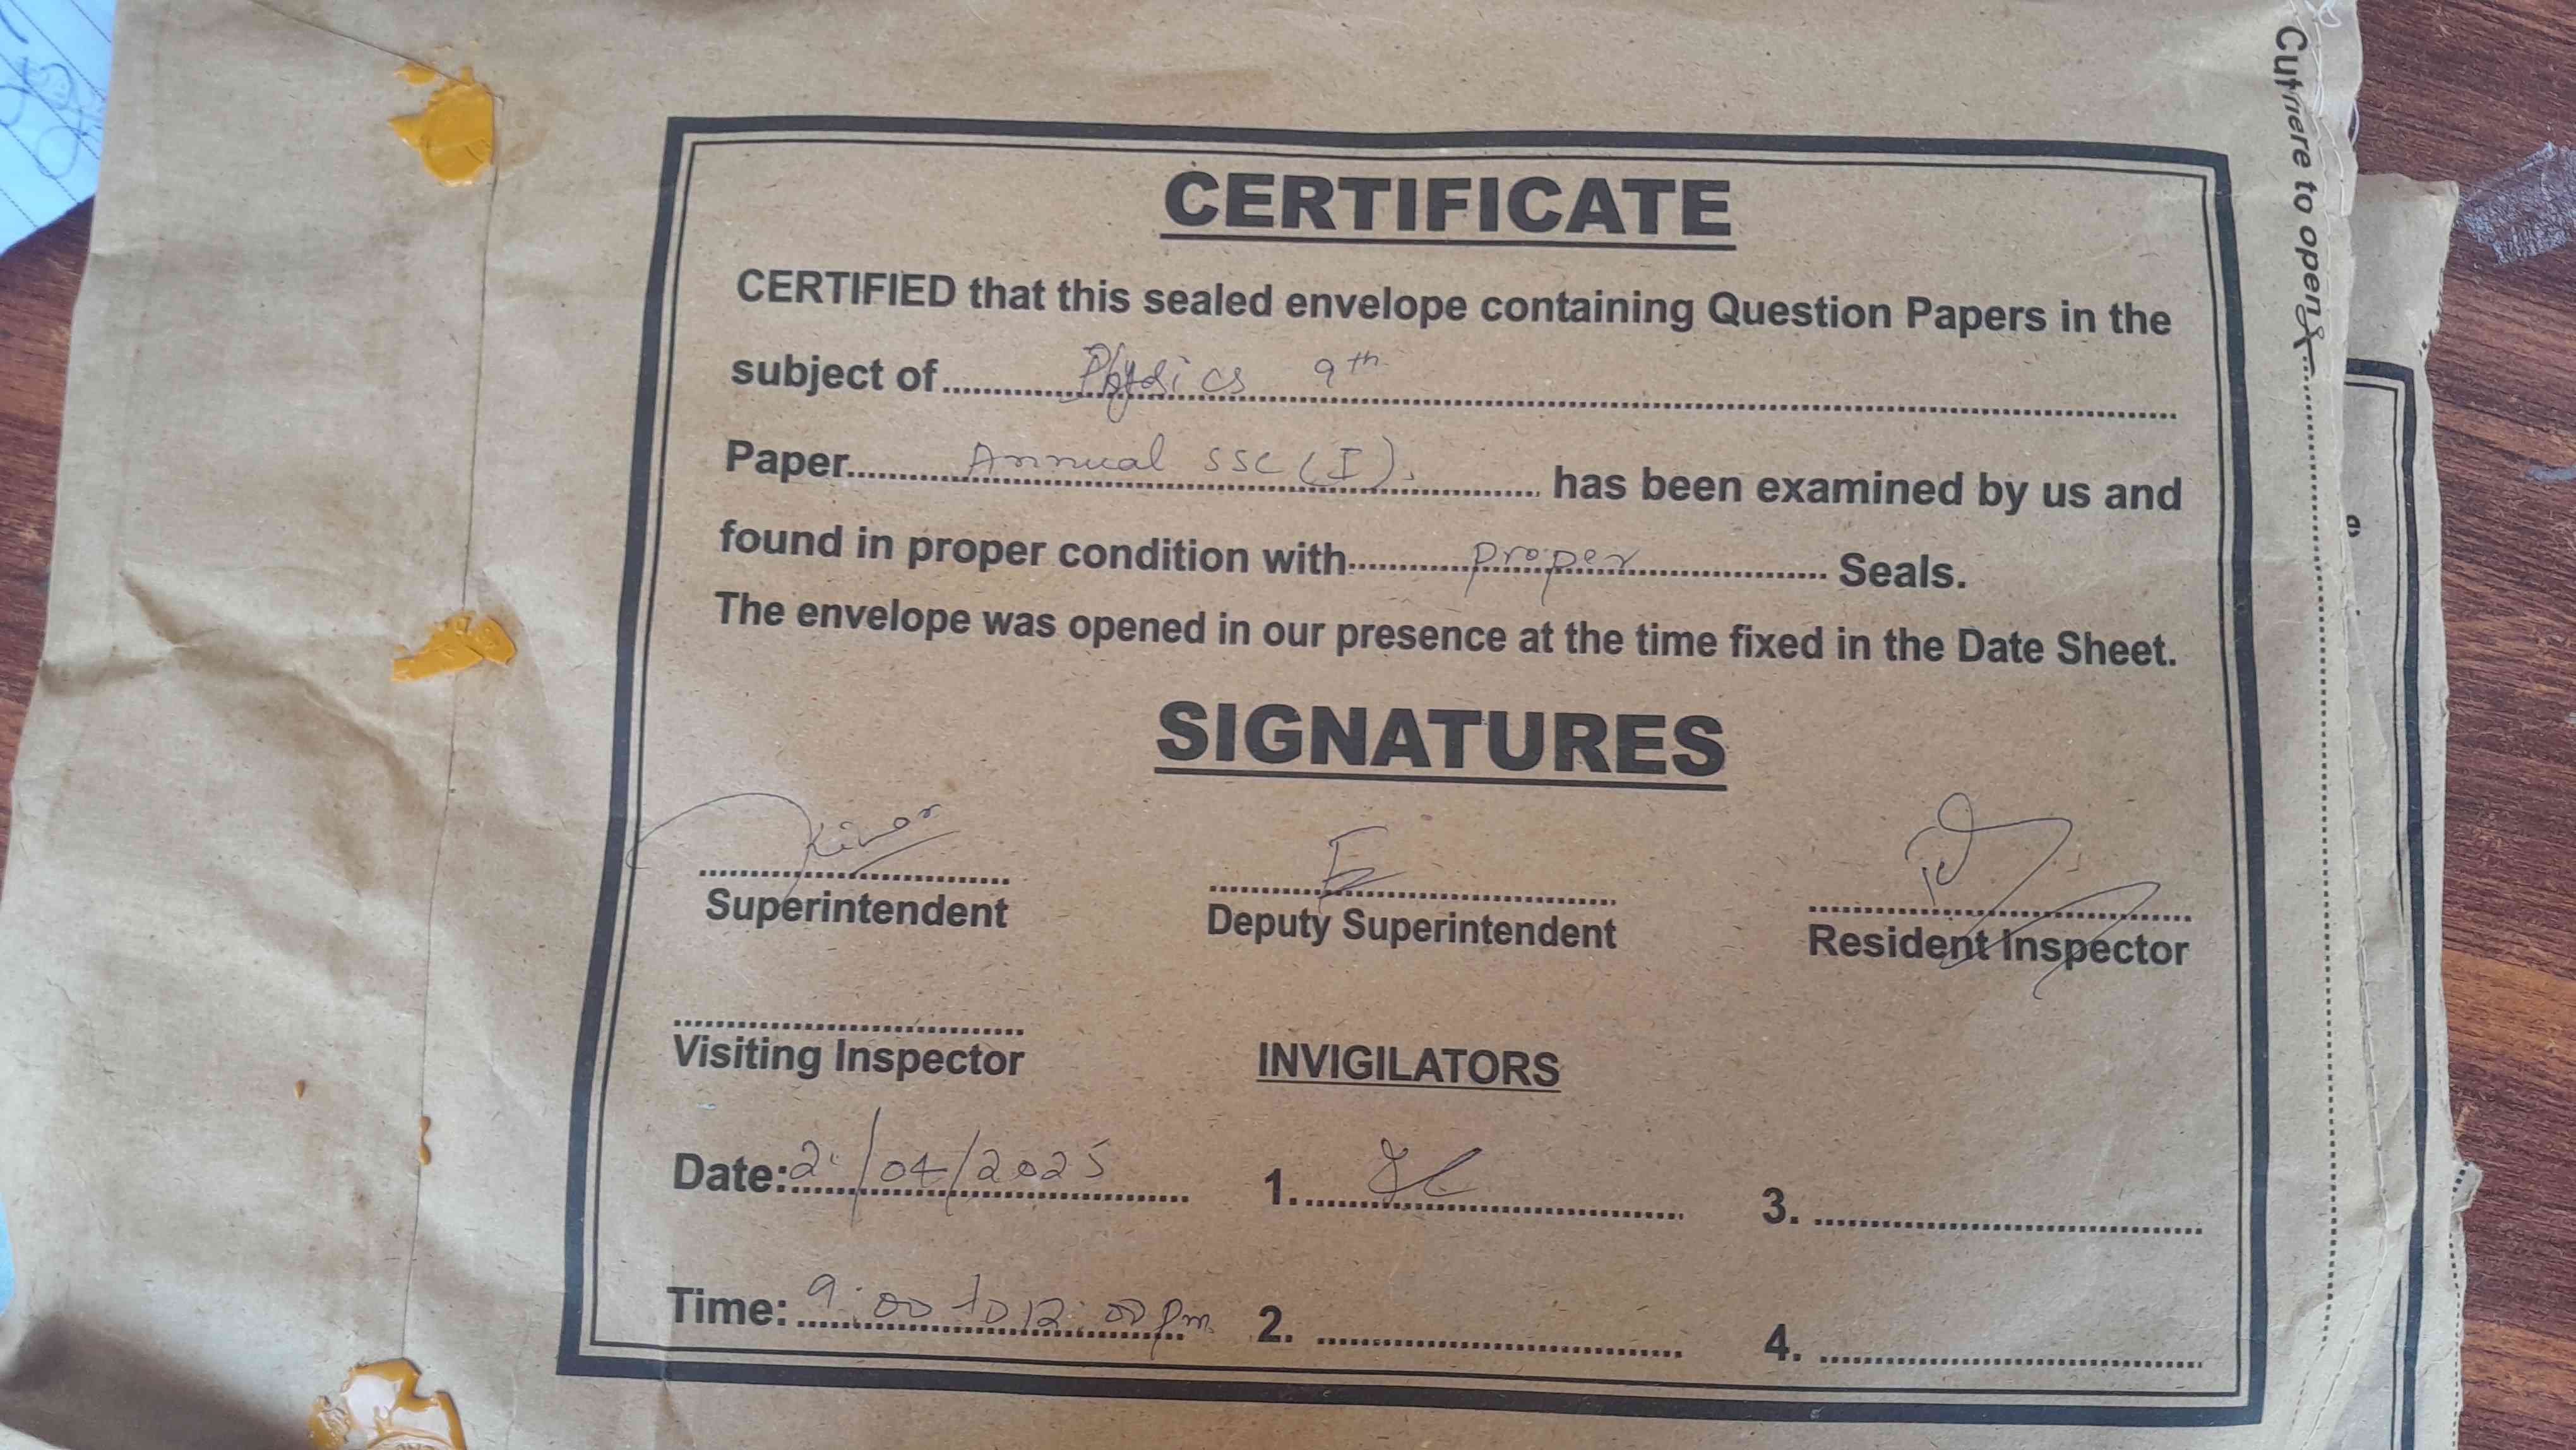 CERTIFICATE
CERTIFIED that this sealed envelope containing Question Papers in the
subject of Physics 9th
Paper Annual SSC (I). has been examined by us and
found in proper condition with proper Seals.
The envelope was opened in our presence at the time fixed in the Date Sheet.
SIGNATURES
Superintendent Deputy Superintendent Resident Inspector
Visiting Inspector INVIGILATORS
Date: /04/2025 1. 3.
Time: 9:00 to 12:00 pm 2. 4.
Cut here to open